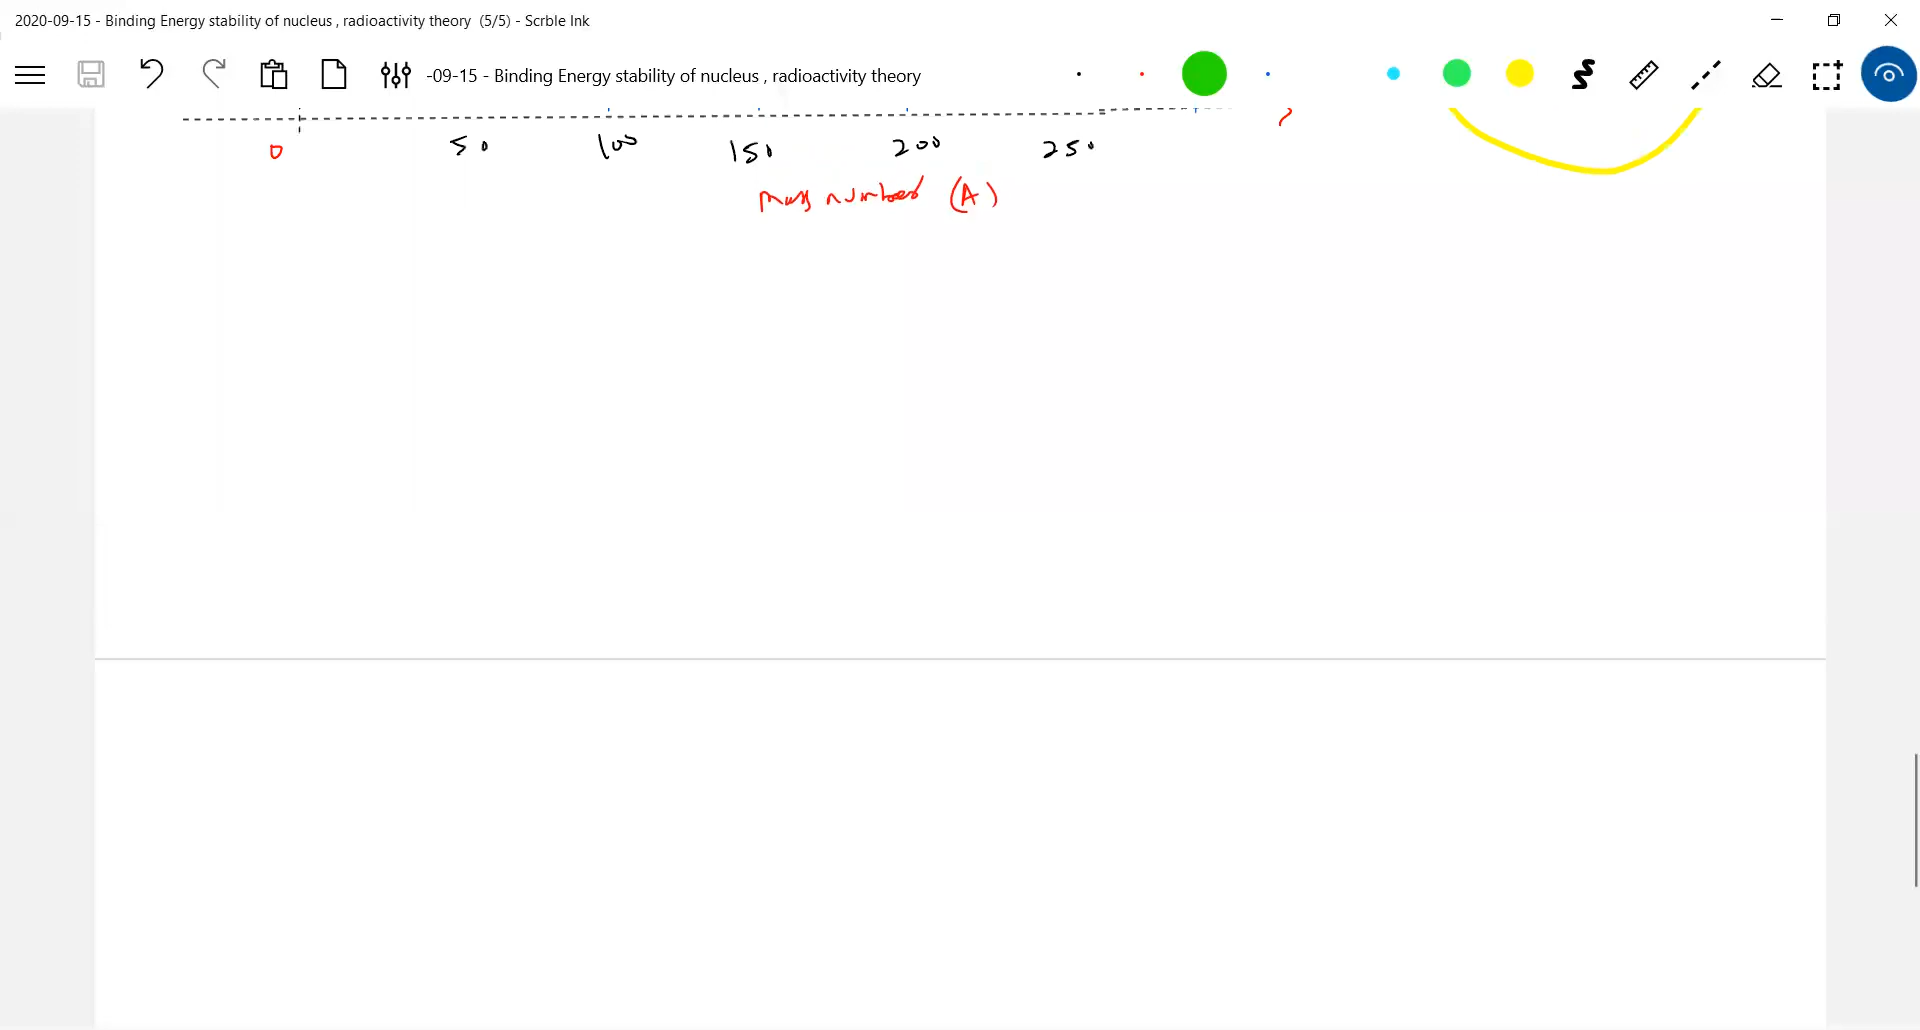 2020-09-15 - Binding Energy stability of nucleus , radioactivity theory (5/5) - Scrble Ink
-09-15 - Binding Energy stability of nucleus , radioactivity theory
0 50 100 150 200 250
mass number (A)